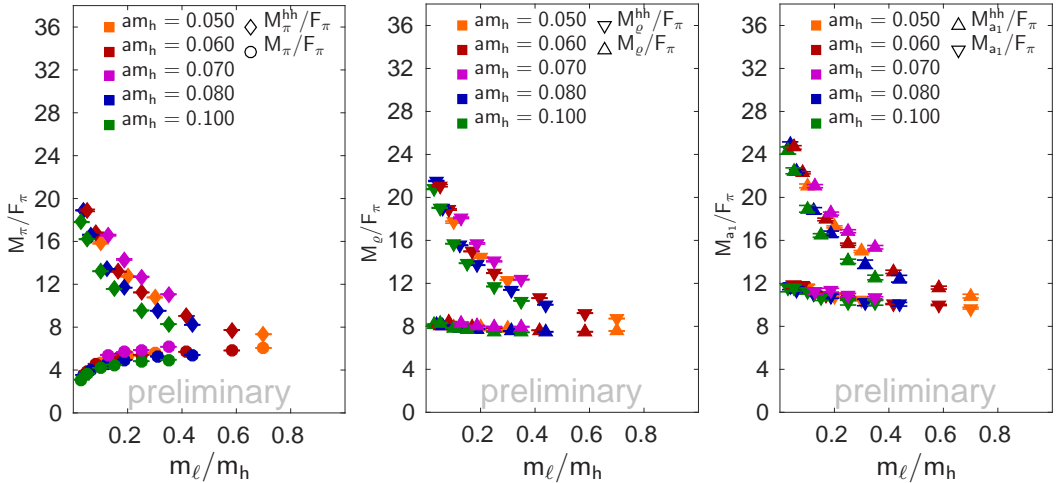 36
32
28
24
20
16
12
8
4
0
M_π/F_π
am_h = 0.050
am_h = 0.060
am_h = 0.070
am_h = 0.080
am_h = 0.100
M_π^hh/F_π
M_π/F_π
preliminary
0.2 0.4 0.6 0.8
m_ℓ/m_h
36
32
28
24
20
16
12
8
4
0
M_ϱ/F_π
am_h = 0.050
am_h = 0.060
am_h = 0.070
am_h = 0.080
am_h = 0.100
M_ϱ^hh/F_π
M_ϱ/F_π
preliminary
0.2 0.4 0.6 0.8
m_ℓ/m_h
36
32
28
24
20
16
12
8
4
0
M_a₁/F_π
am_h = 0.050
am_h = 0.060
am_h = 0.070
am_h = 0.080
am_h = 0.100
M_a₁^hh/F_π
M_a₁/F_π
preliminary
0.2 0.4 0.6 0.8
m_ℓ/m_h